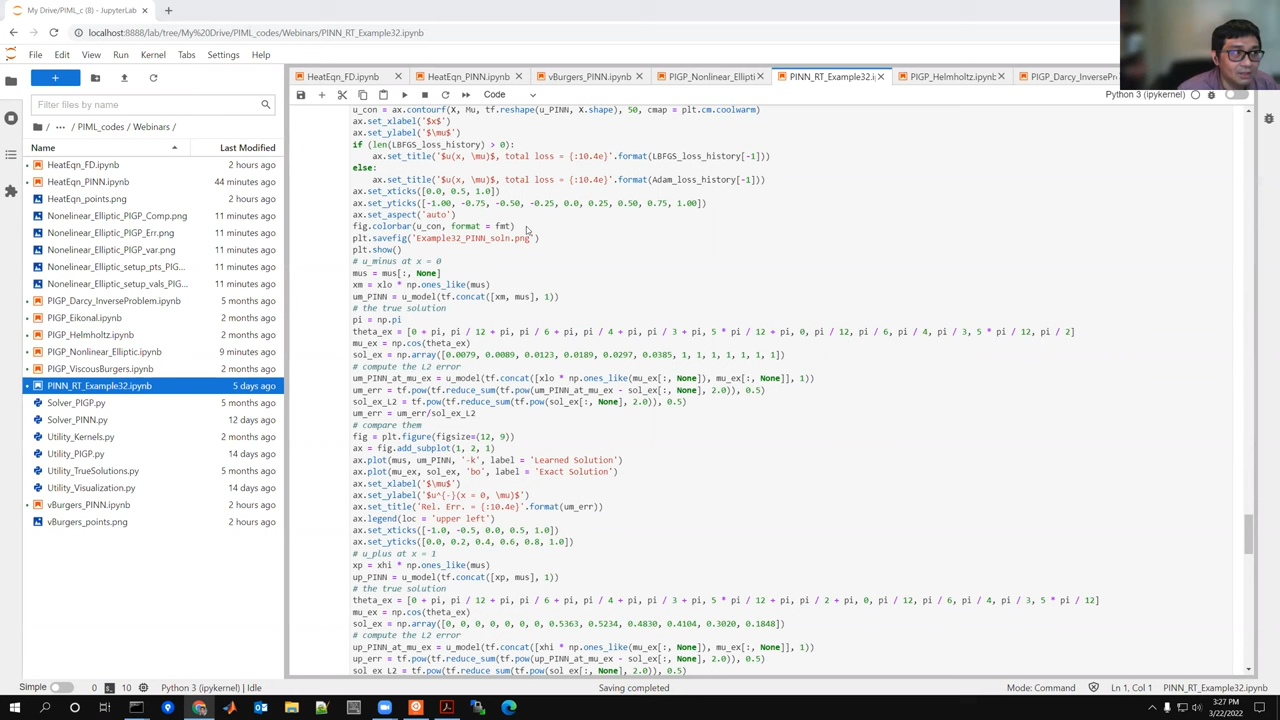 My Drive/PIML_c (8) - JupyterLab
localhost:8888/lab/tree/My%20Drive/PIML_codes/Webinars/PINN_RT_Example32.ipynb
File Edit View Run Kernel Tabs Settings Help
HeatEqn_FD.ipynb HeatEqn_PINN.ipynb vBurgers_PINN.ipynb PIGP_Nonlinear_Ellipti PINN_RT_Example32.i PIGP_Helmholtz.ipynb PIGP_Darcy_InversePro
Code Python 3 (ipykernel)
Filter files by name
/ ··· / PIML_codes / Webinars /
Name Last Modified
HeatEqn_FD.ipynb 2 hours ago
HeatEqn_PINN.ipynb 44 minutes ago
HeatEqn_points.png 2 hours ago
Nonlinear_Elliptic_PIGP_Comp.png 11 minutes ago
Nonlinear_Elliptic_PIGP_Err.png 11 minutes ago
Nonlinear_Elliptic_PIGP_var.png 11 minutes ago
Nonlinear_Elliptic_setup_pts_PIG... 11 minutes ago
Nonlinear_Elliptic_setup_vals_PIG... 11 minutes ago
PIGP_Darcy_InverseProblem.ipynb 5 months ago
PIGP_Eikonal.ipynb 2 months ago
PIGP_Helmholtz.ipynb 2 months ago
PIGP_Nonlinear_Elliptic.ipynb 9 minutes ago
PIGP_ViscousBurgers.ipynb 2 months ago
PINN_RT_Example32.ipynb 5 days ago
Solver_PIGP.py 5 months ago
Solver_PINN.py 12 days ago
Utility_Kernels.py 2 months ago
Utility_PIGP.py 14 days ago
Utility_TrueSolutions.py 5 months ago
Utility_Visualization.py 14 days ago
vBurgers_PINN.ipynb 2 hours ago
vBurgers_points.png 2 hours ago
u_con = ax.contourf(X, Mu, tf.reshape(u_PINN, X.shape), 50, cmap = plt.cm.coolwarm)
ax.set_xlabel('$x$')
ax.set_ylabel('$\mu$')
if (len(LBFGS_loss_history) > 0):
ax.set_title('$u(x, \mu)$, total loss = {:10.4e}'.format(LBFGS_loss_history[-1]))
else:
ax.set_title('$u(x, \mu)$, total loss = {:10.4e}'.format(Adam_loss_history[-1]))
ax.set_xticks([0.0, 0.5, 1.0])
ax.set_yticks([-1.00, -0.75, -0.50, -0.25, 0.0, 0.25, 0.50, 0.75, 1.00])
ax.set_aspect('auto')
fig.colorbar(u_con, format = fmt)
plt.savefig('Example32_PINN_soln.png')
plt.show()
# u_minus at x = 0
mus = mus[:, None]
xm = xlo * np.ones_like(mus)
um_PINN = u_model(tf.concat([xm, mus], 1))
# the true solution
pi = np.pi
theta_ex = [0 + pi, pi / 12 + pi, pi / 6 + pi, pi / 4 + pi, pi / 3 + pi, 5 * pi / 12 + pi, 0, pi / 12, pi / 6, pi / 4, pi / 3, 5 * pi / 12, pi / 2]
mu_ex = np.cos(theta_ex)
sol_ex = np.array([0.0079, 0.0089, 0.0123, 0.0189, 0.0297, 0.0385, 1, 1, 1, 1, 1, 1, 1])
# compute the L2 error
um_PINN_at_mu_ex = u_model(tf.concat([xlo * np.ones_like(mu_ex[:, None]), mu_ex[:, None]], 1))
um_err = tf.pow(tf.reduce_sum(tf.pow(um_PINN_at_mu_ex - sol_ex[:, None], 2.0)), 0.5)
sol_ex_L2 = tf.pow(tf.reduce_sum(tf.pow(sol_ex[:, None], 2.0)), 0.5)
um_err = um_err/sol_ex_L2
# compare them
fig = plt.figure(figsize=(12, 9))
ax = fig.add_subplot(1, 2, 1)
ax.plot(mus, um_PINN, '-k', label = 'Learned Solution')
ax.plot(mu_ex, sol_ex, 'bo', label = 'Exact Solution')
ax.set_xlabel('$\mu$')
ax.set_ylabel('$u^{-}(x = 0, \mu)$')
ax.set_title('Rel. Err. = {:10.4e}'.format(um_err))
ax.legend(loc = 'upper left')
ax.set_xticks([-1.0, -0.5, 0.0, 0.5, 1.0])
ax.set_yticks([0.0, 0.2, 0.4, 0.6, 0.8, 1.0])
# u_plus at x = 1
xp = xhi * np.ones_like(mus)
up_PINN = u_model(tf.concat([xp, mus], 1))
# the true solution
theta_ex = [0 + pi, pi / 12 + pi, pi / 6 + pi, pi / 4 + pi, pi / 3 + pi, 5 * pi / 12 + pi, pi / 2 + pi, 0, pi / 12, pi / 6, pi / 4, pi / 3, 5 * pi / 12]
mu_ex = np.cos(theta_ex)
sol_ex = np.array([0, 0, 0, 0, 0, 0, 0, 0.5363, 0.5234, 0.4830, 0.4104, 0.3020, 0.1848])
# compute the L2 error
up_PINN_at_mu_ex = u_model(tf.concat([xhi * np.ones_like(mu_ex[:, None]), mu_ex[:, None]], 1))
up_err = tf.pow(tf.reduce_sum(tf.pow(up_PINN_at_mu_ex - sol_ex[:, None], 2.0)), 0.5)
sol_ex_L2 = tf.pow(tf.reduce_sum(tf.pow(sol_ex[:, None], 2.0)), 0.5)
Simple 0 10 Python 3 (ipykernel) | Idle Saving completed Mode: Command Ln 1, Col 1 PINN_RT_Example32.ipynb
3:27 PM
3/22/2022